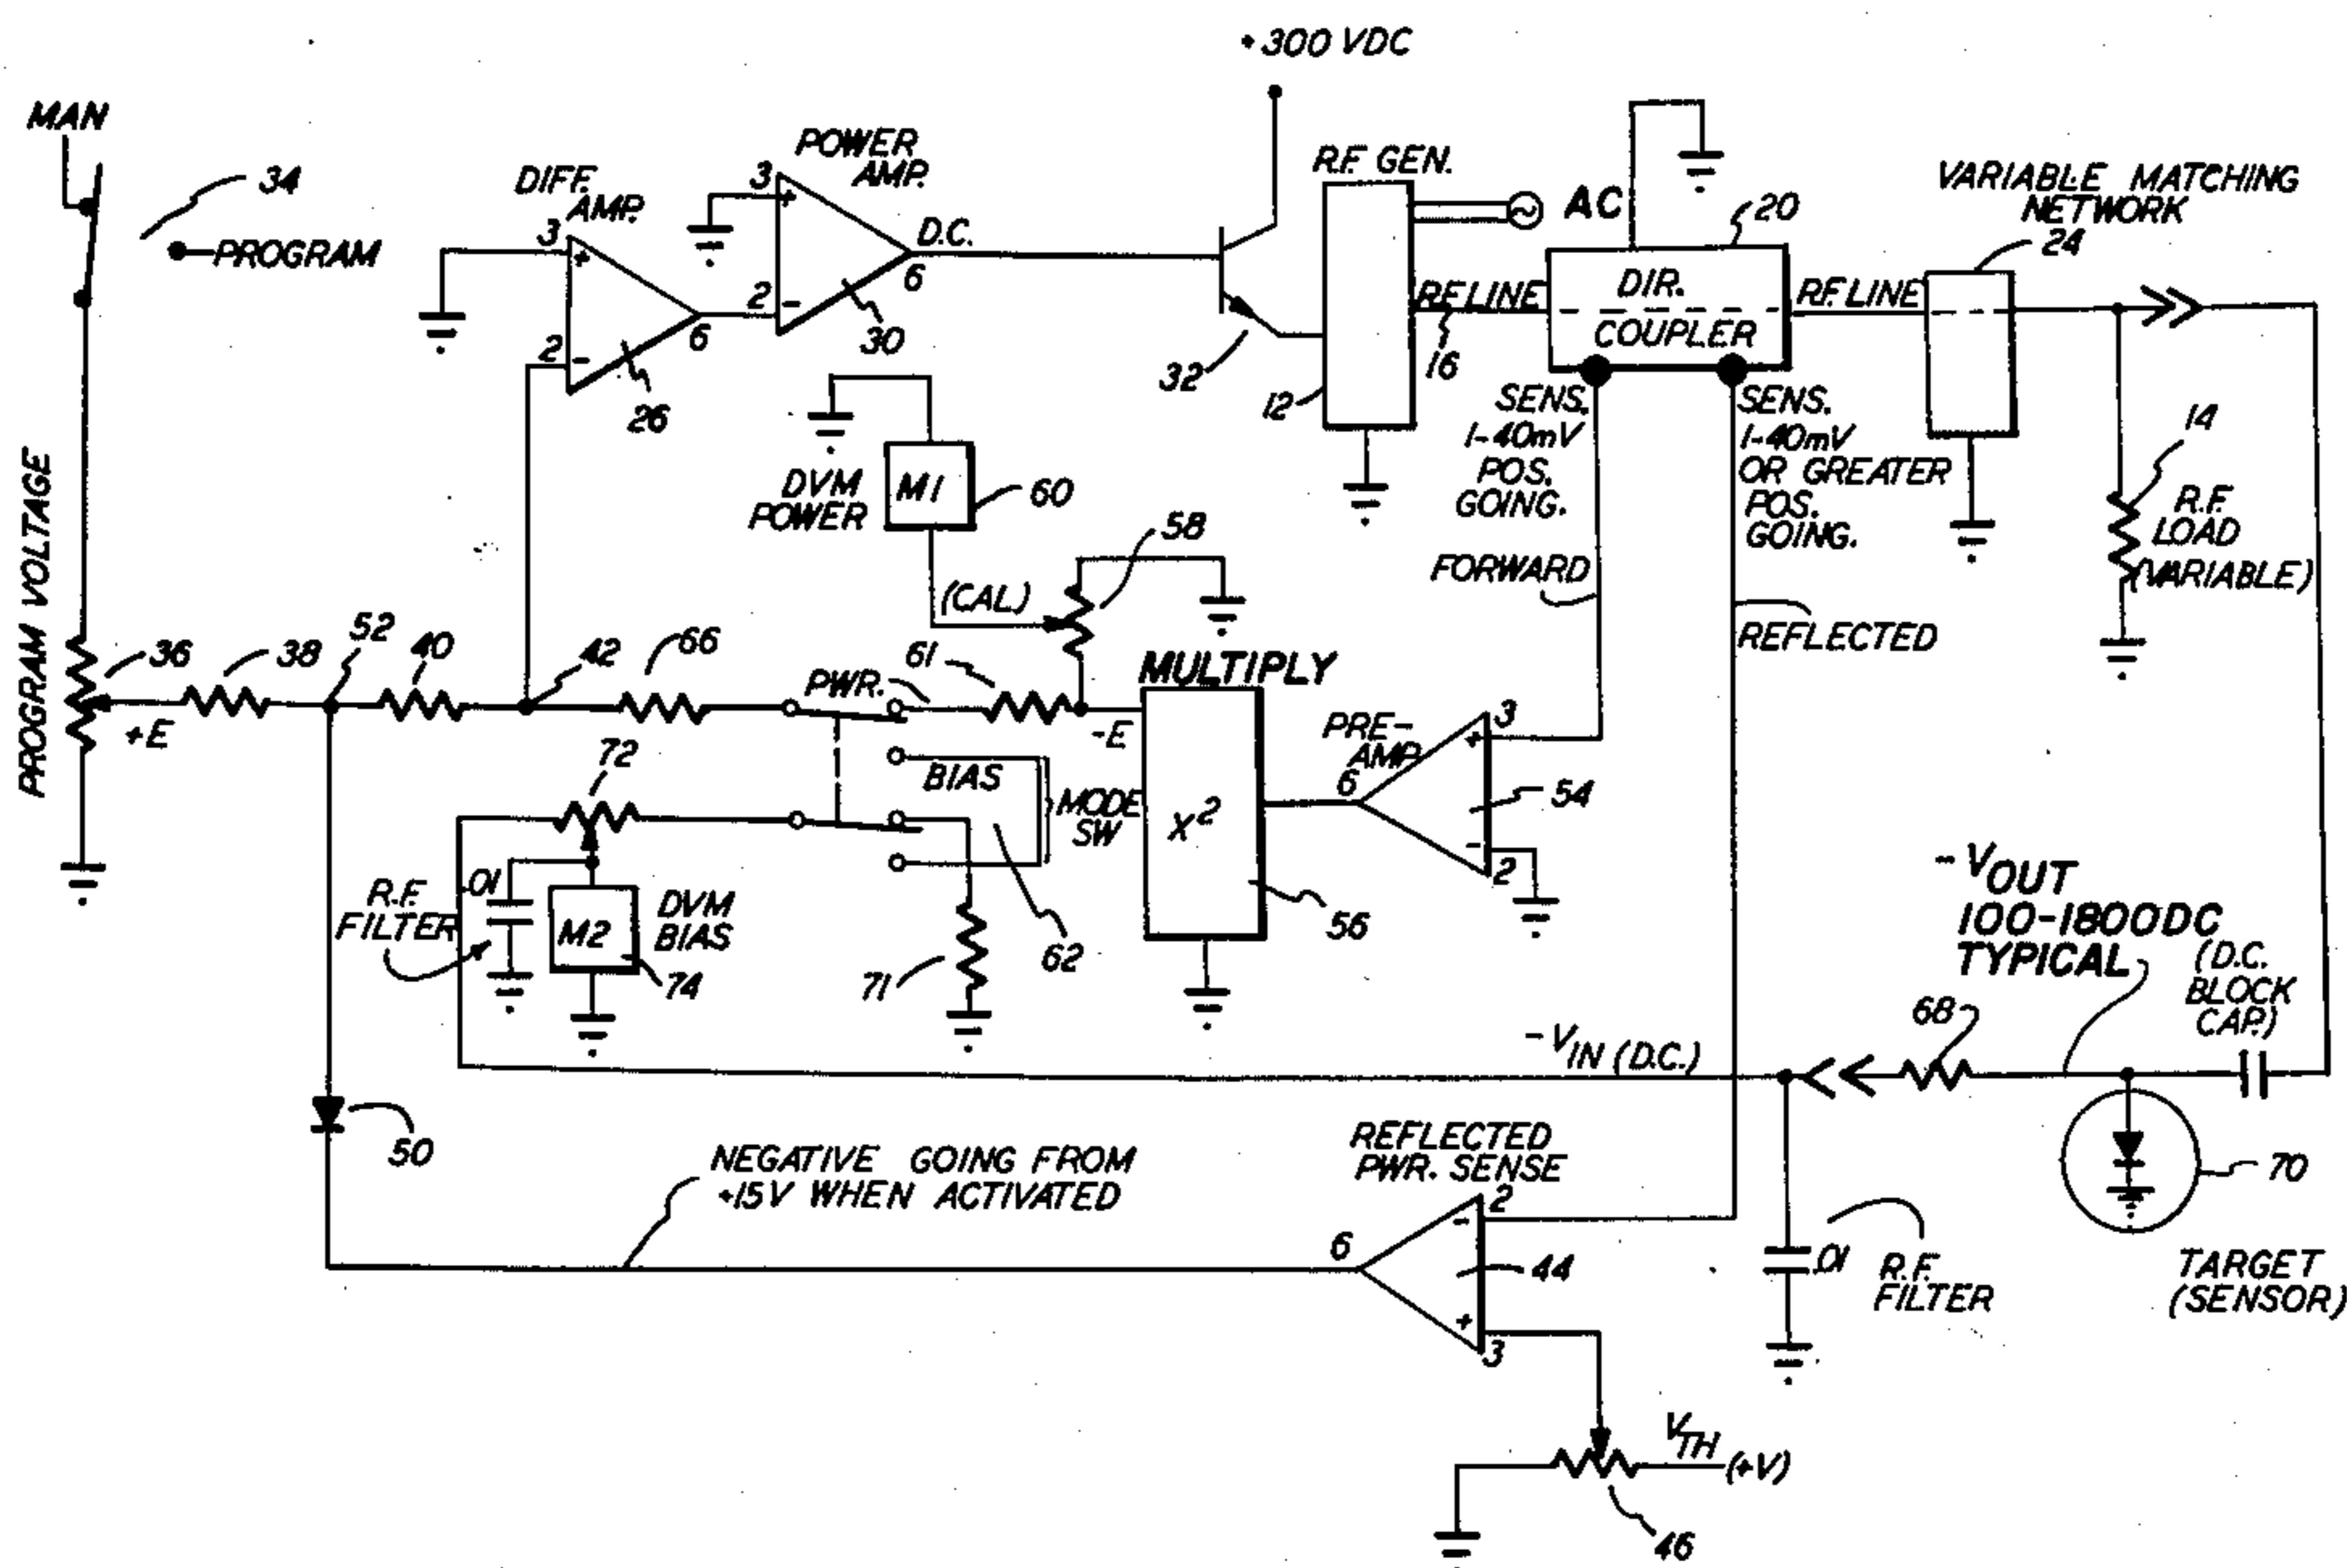 +300 VDC
MAN
34
PROGRAM
DIFF.
AMP.
3
+
2
-
6
26
POWER
AMP.
3
+
2
-
6
30
D.C.
32
R.F. GEN.
12
AC
R.F. LINE
16
DIR.
COUPLER
20
R.F. LINE
VARIABLE MATCHING
NETWORK
24
SENS.
1-40mV
POS.
GOING.
SENS.
1-40mV
OR GREATER
POS.
GOING.
14
R.F.
LOAD
(VARIABLE)
FORWARD
REFLECTED
DVM
POWER
M1
60
(CAL)
58
PROGRAM VOLTAGE
36
+E
38
52
40
42
66
PWR.
61
-E
MULTIPLY
X2
56
PRE-
AMP
6
3
+
-
2
54
BIAS
MODE
SW
62
72
R.F.
FILTER
.01
M2
DVM
BIAS
74
71
-VOUT
100-1800DC
TYPICAL
(D.C.
BLOCK
CAP.)
68
-VIN (D.C.)
50
NEGATIVE GOING FROM
+15V WHEN ACTIVATED
REFLECTED
PWR. SENSE
6
2
-
+
3
44
.01
R.F.
FILTER
70
TARGET
(SENSOR)
VTH (+V)
46